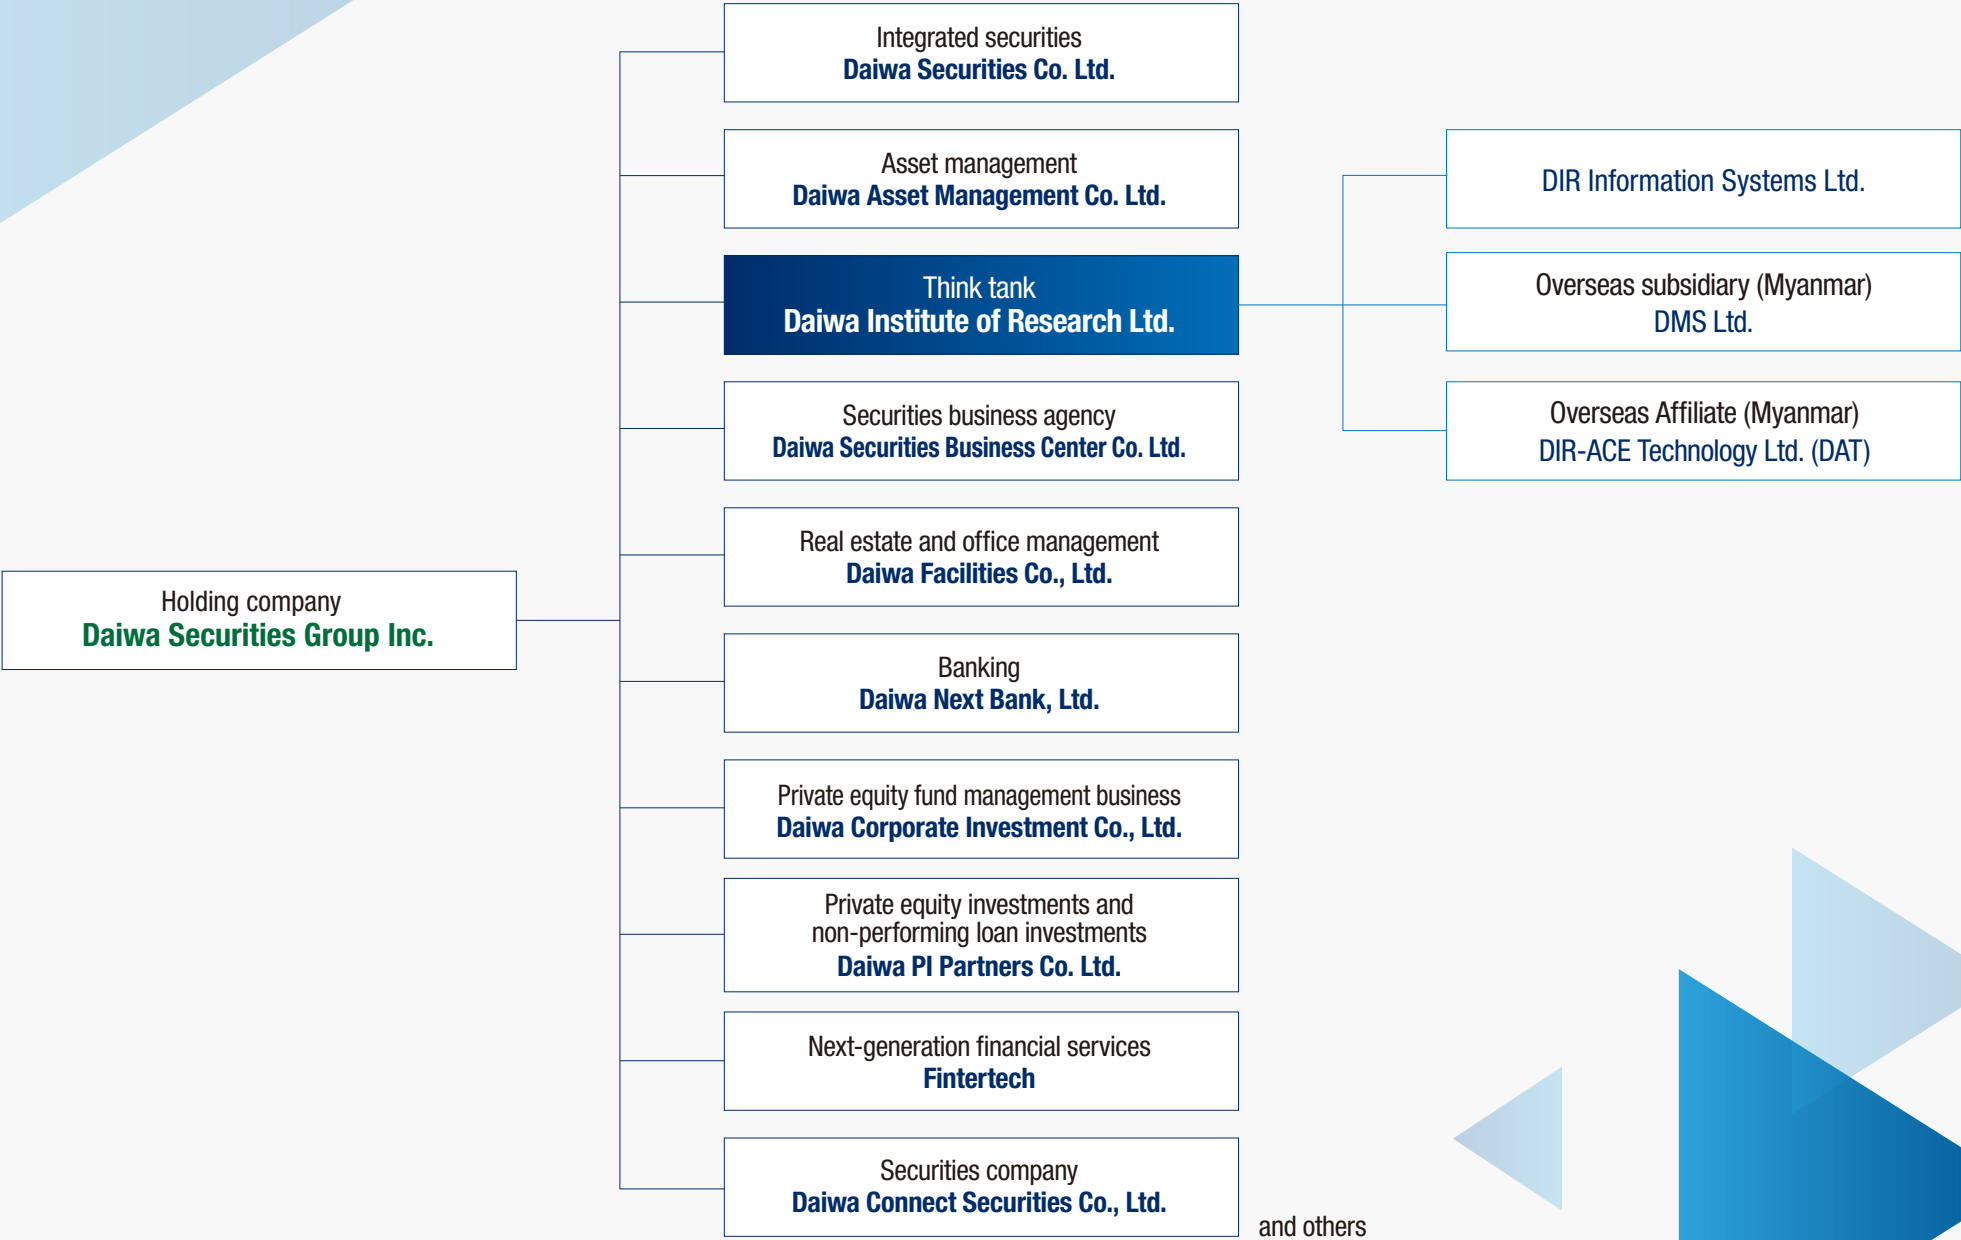 Integrated securities
Daiwa Securities Co. Ltd.
Asset management
Daiwa Asset Management Co. Ltd.
Think tank
Daiwa Institute of Research Ltd.
Securities business agency
Daiwa Securities Business Center Co. Ltd.
Real estate and office management
Daiwa Facilities Co., Ltd.
Holding company
Daiwa Securities Group Inc.
Banking
Daiwa Next Bank, Ltd.
Private equity fund management business
Daiwa Corporate Investment Co., Ltd.
Private equity investments and
non-performing loan investments
Daiwa PI Partners Co. Ltd.
Next-generation financial services
Fintertech
Securities company
Daiwa Connect Securities Co., Ltd.
and others
DIR Information Systems Ltd.
Overseas subsidiary (Myanmar)
DMS Ltd.
Overseas Affiliate (Myanmar)
DIR-ACE Technology Ltd. (DAT)